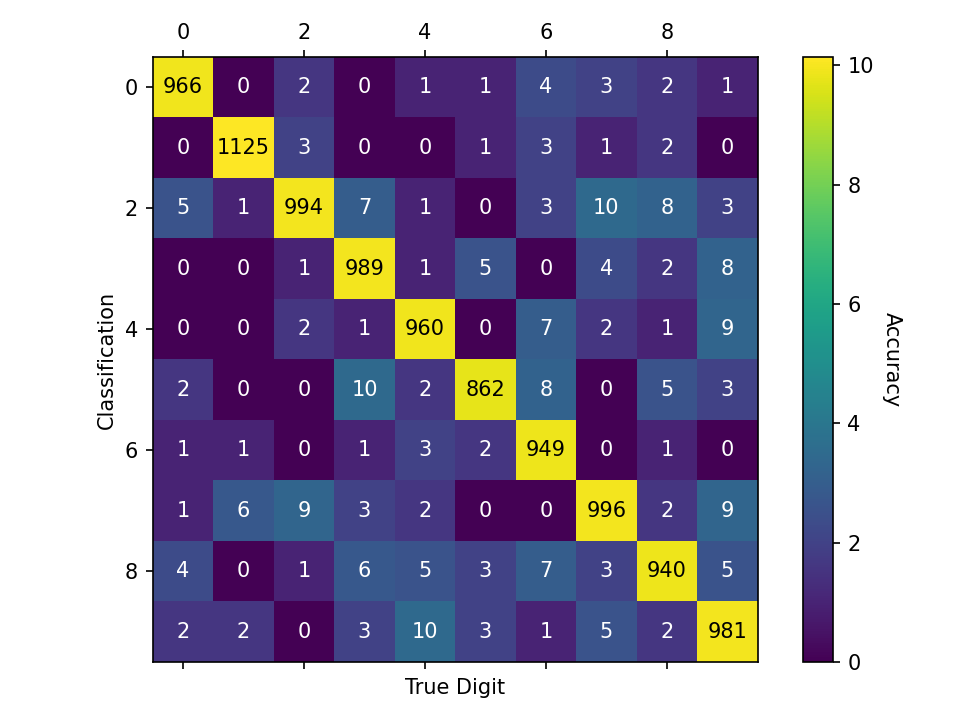 0 2 4 6 8
0 966 0 2 0 1 1 4 3 2 1
0 1125 3 0 0 1 3 1 2 0
2 5 1 994 7 1 0 3 10 8 3
0 0 1 989 1 5 0 4 2 8
4 0 0 2 1 960 0 7 2 1 9
2 0 0 10 2 862 8 0 5 3
6 1 1 0 1 3 2 949 0 1 0
1 6 9 3 2 0 0 996 2 9
8 4 0 1 6 5 3 7 3 940 5
2 2 0 3 10 3 1 5 2 981
Classification
True Digit
10
8
6
4
2
0
Accuracy